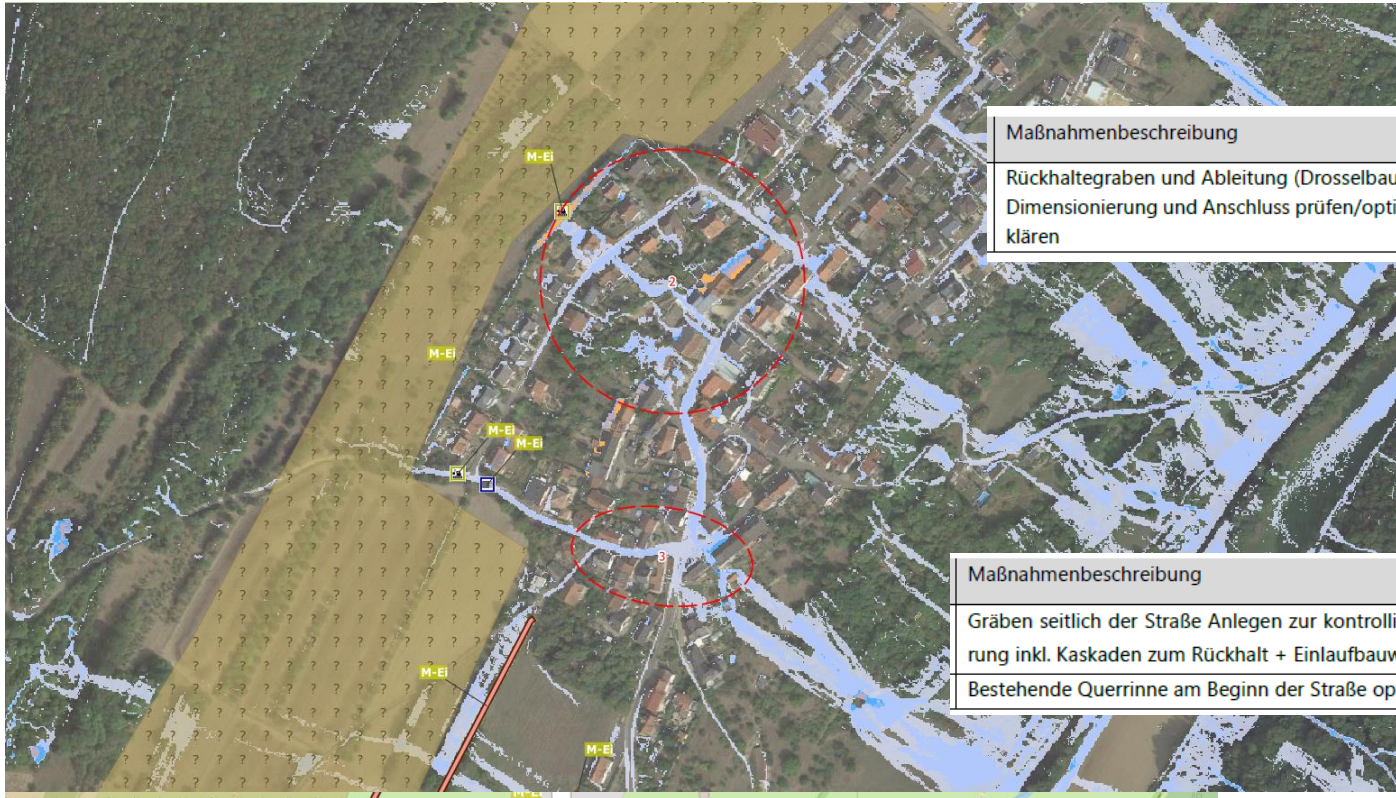 M-Ei
Maßnahmenbeschreibung
Rückhaltegraben und Ableitung (Drosselbau
Dimensionierung und Anschluss prüfen/opti
klären
2
M-Ei
M-Ei
M-Ei
3
Maßnahmenbeschreibung
Gräben seitlich der Straße Anlegen zur kontrolli
rung inkl. Kaskaden zum Rückhalt + Einlaufbauw
Bestehende Querrinne am Beginn der Straße op
M-Ei
M-Ei
M-Ei